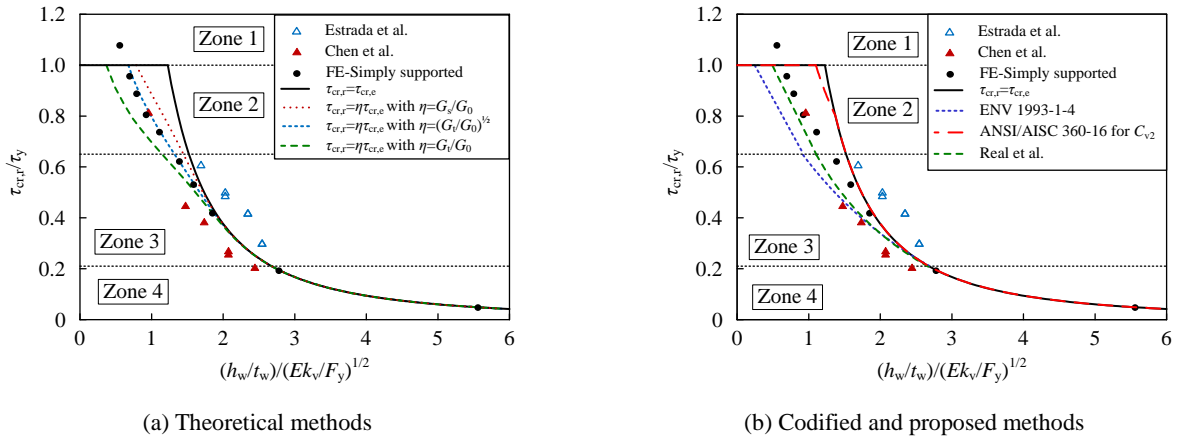 Zone 1
Zone 2
Zone 3
Zone 4
Estrada et al.
Chen et al.
FE-Simply supported
τcr,r=τcr,e
τcr,r=ητcr,e with η=Gs/G0
τcr,r=ητcr,e with η=(Gt/G0)½
τcr,r=ητcr,e with η=Gt/G0
τcr,r/τy
1.2
1.0
0.8
0.6
0.4
0.2
0
0 1 2 3 4 5 6
(hw/tw)/(Ekv/Fy)1/2
(a) Theoretical methods
Zone 1
Zone 2
Zone 3
Zone 4
Estrada et al.
Chen et al.
FE-Simply supported
τcr,r=τcr,e
ENV 1993-1-4
ANSI/AISC 360-16 for Cv2
Real et al.
τcr,r/τy
1.2
1.0
0.8
0.6
0.4
0.2
0
0 1 2 3 4 5 6
(hw/tw)/(Ekv/Fy)1/2
(b) Codified and proposed methods